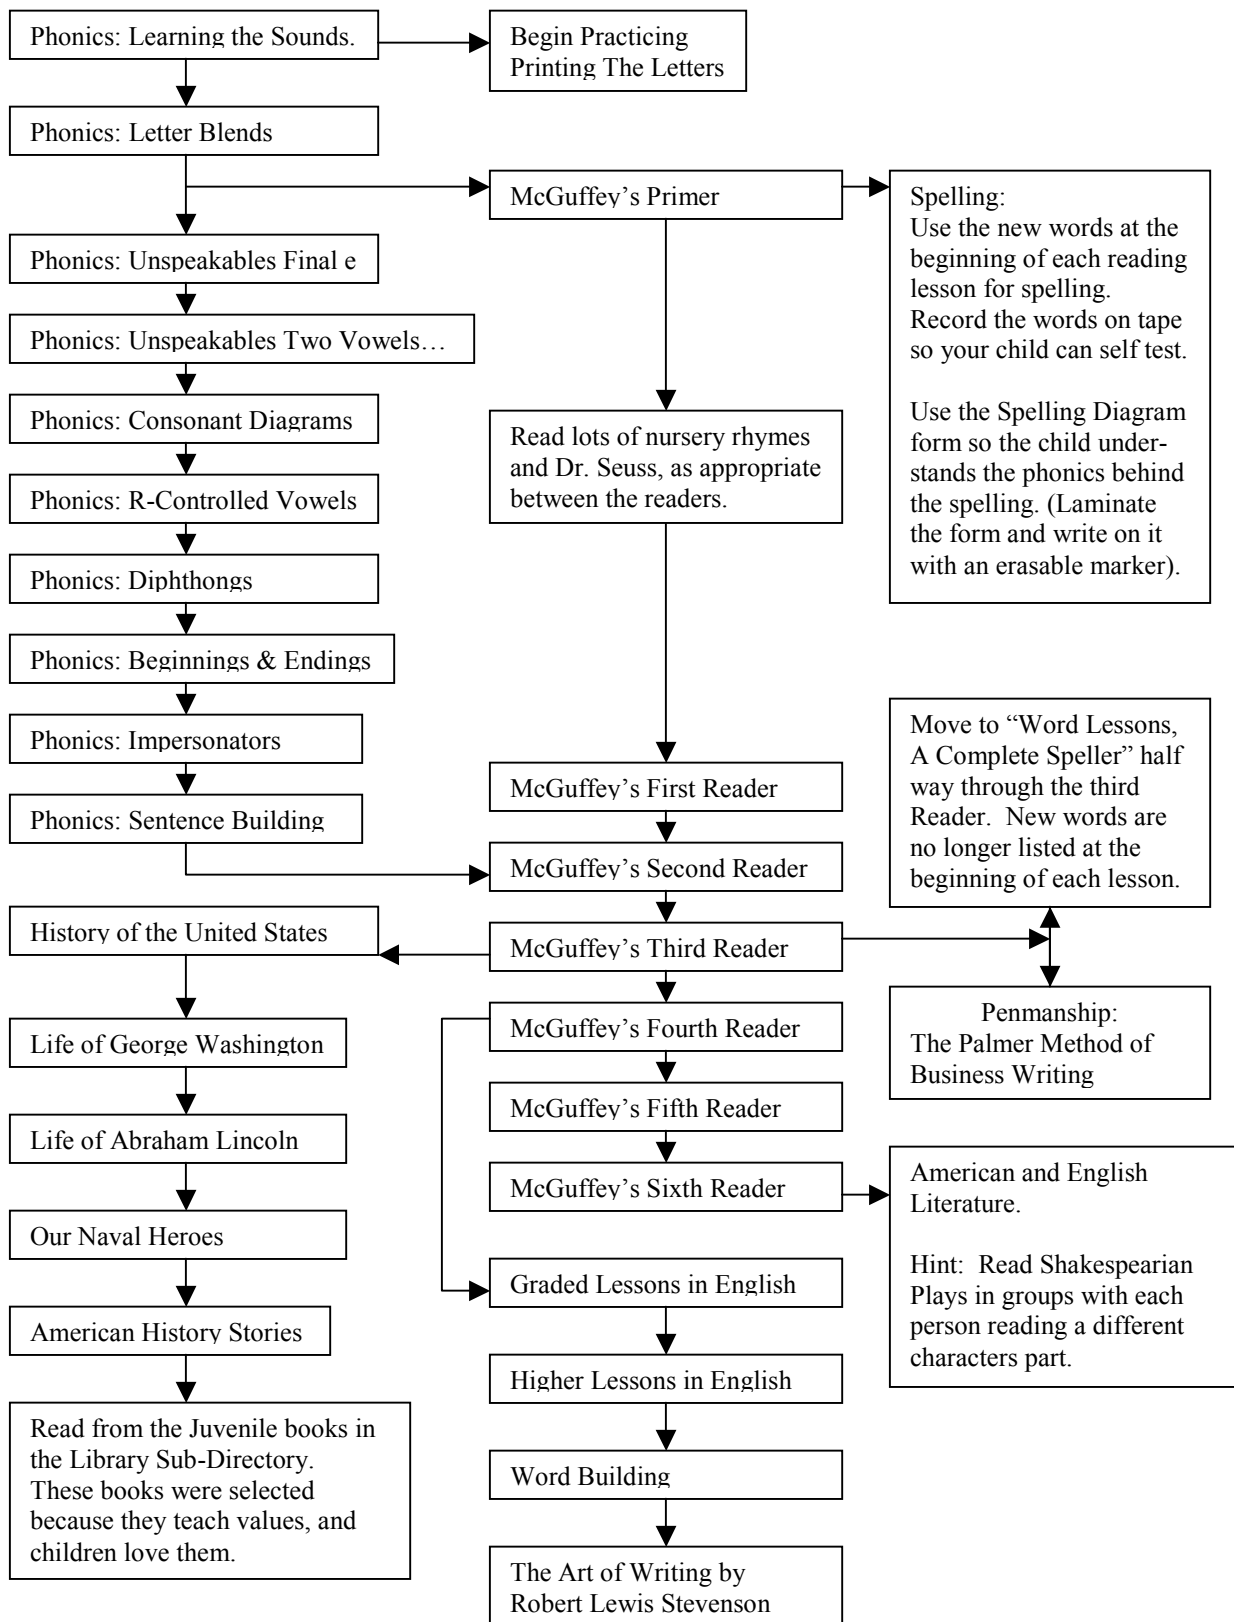 Phonics: Learning the Sounds.
Begin Practicing
Printing The Letters
Phonics: Letter Blends
McGuffey’s Primer
Spelling:
Use the new words at the
beginning of each reading
lesson for spelling.
Record the words on tape
so your child can self test.
Use the Spelling Diagram
form so the child under-
stands the phonics behind
the spelling. (Laminate
the form and write on it
with an erasable marker).
Phonics: Unspeakables Final e
Phonics: Unspeakables Two Vowels…
Phonics: Consonant Diagrams
Read lots of nursery rhymes
and Dr. Seuss, as appropriate
between the readers.
Phonics: R-Controlled Vowels
Phonics: Diphthongs
Phonics: Beginnings & Endings
Phonics: Impersonators
Phonics: Sentence Building
McGuffey’s First Reader
McGuffey’s Second Reader
Move to “Word Lessons,
A Complete Speller” half
way through the third
Reader.  New words are
no longer listed at the
beginning of each lesson.
History of the United States
McGuffey’s Third Reader
Penmanship:
The Palmer Method of
Business Writing
Life of George Washington
McGuffey’s Fourth Reader
Life of Abraham Lincoln
McGuffey’s Fifth Reader
McGuffey’s Sixth Reader
American and English
Literature.
Hint:  Read Shakespearian
Plays in groups with each
person reading a different
characters part.
Our Naval Heroes
Graded Lessons in English
American History Stories
Higher Lessons in English
Read from the Juvenile books in
the Library Sub-Directory.
These books were selected
because they teach values, and
children love them.
Word Building
The Art of Writing by
Robert Lewis Stevenson